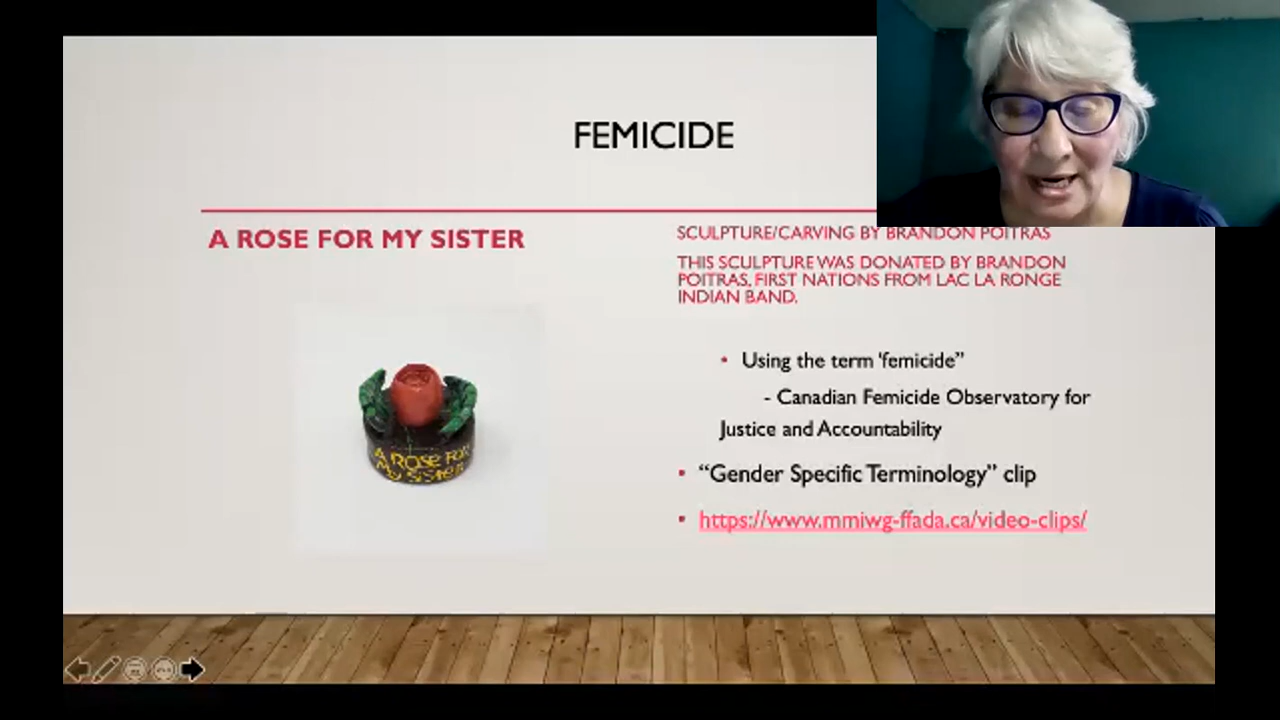 FEMICIDE
A ROSE FOR MY SISTER
SCULPTURE/CARVING BY BRANDON POITRAS
THIS SCULPTURE WAS DONATED BY BRANDON
POITRAS, FIRST NATIONS FROM LAC LA RONGE
INDIAN BAND.
A ROSE FOR
My SiSTER
• Using the term 'femicide"
- Canadian Femicide Observatory for
Justice and Accountability
• “Gender Specific Terminology” clip
• https://www.mmiwg-ffada.ca/video-clips/